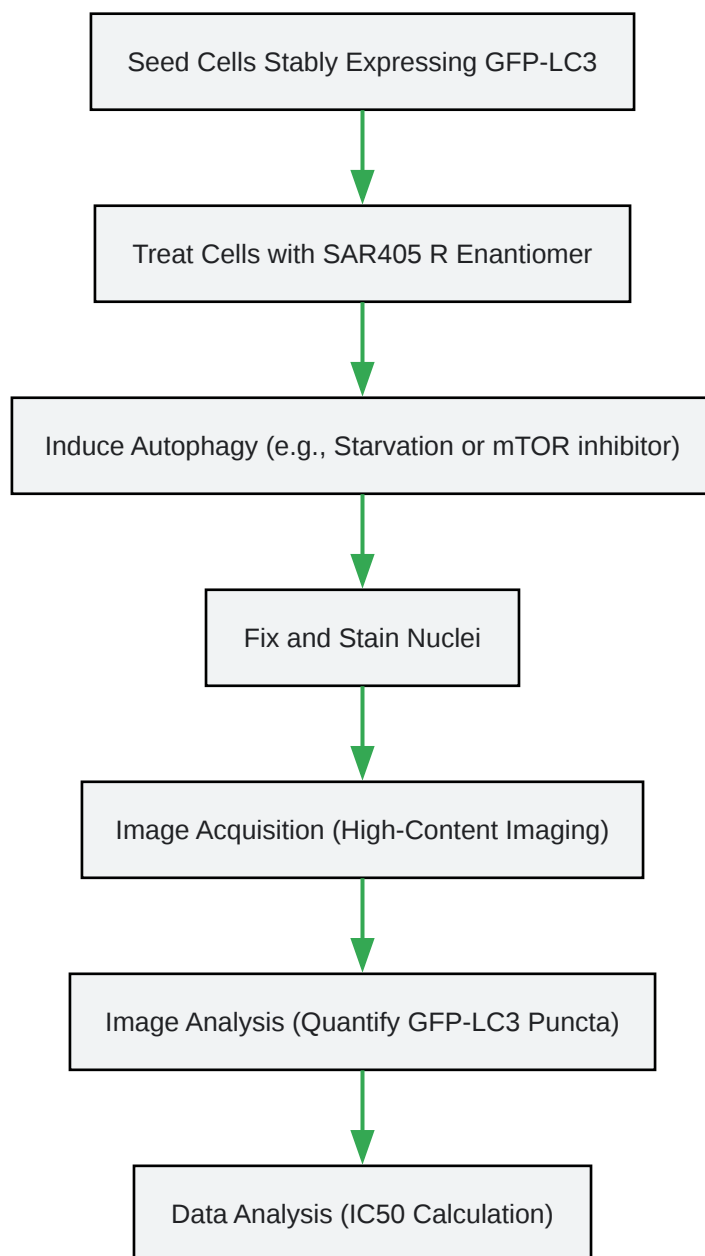 Seed Cells Stably Expressing GFP-LC3
Treat Cells with SAR405 R Enantiomer
Induce Autophagy (e.g., Starvation or mTOR inhibitor)
Fix and Stain Nuclei
Image Acquisition (High-Content Imaging)
Image Analysis (Quantify GFP-LC3 Puncta)
Data Analysis (IC50 Calculation)